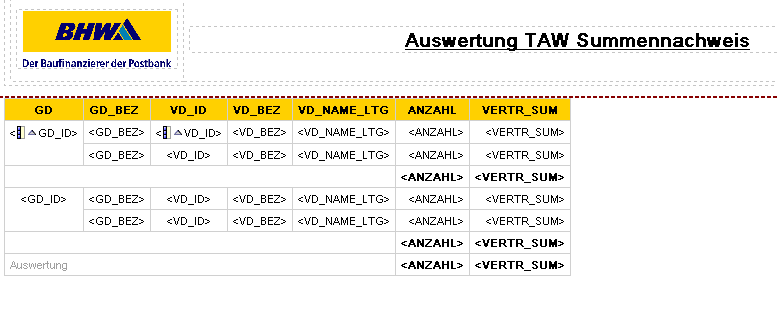 BHW
Der Baufinanzierer der Postbank
Auswertung TAW Summennachweis
GD GD_BEZ VD_ID VD_BEZ VD_NAME_LTG ANZAHL VERTR_SUM
<GD_ID> <GD_BEZ> <VD_ID> <VD_BEZ> <VD_NAME_LTG> <ANZAHL> <VERTR_SUM>
<GD_BEZ> <VD_ID> <VD_BEZ> <VD_NAME_LTG> <ANZAHL> <VERTR_SUM>
<ANZAHL> <VERTR_SUM>
<GD_ID> <GD_BEZ> <VD_ID> <VD_BEZ> <VD_NAME_LTG> <ANZAHL> <VERTR_SUM>
<GD_BEZ> <VD_ID> <VD_BEZ> <VD_NAME_LTG> <ANZAHL> <VERTR_SUM>
<ANZAHL> <VERTR_SUM>
Auswertung <ANZAHL> <VERTR_SUM>